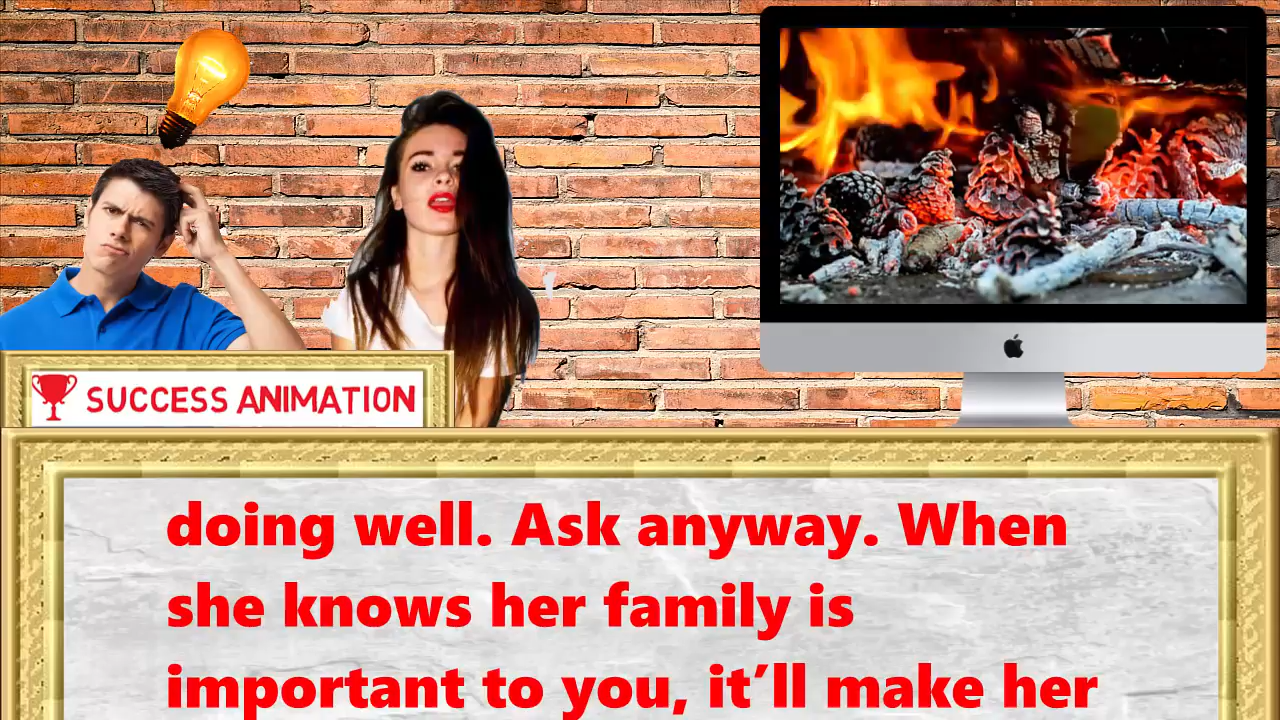 SUCCESS ANIMATION
doing well. Ask anyway. When
she knows her family is
important to you, it’ll make her